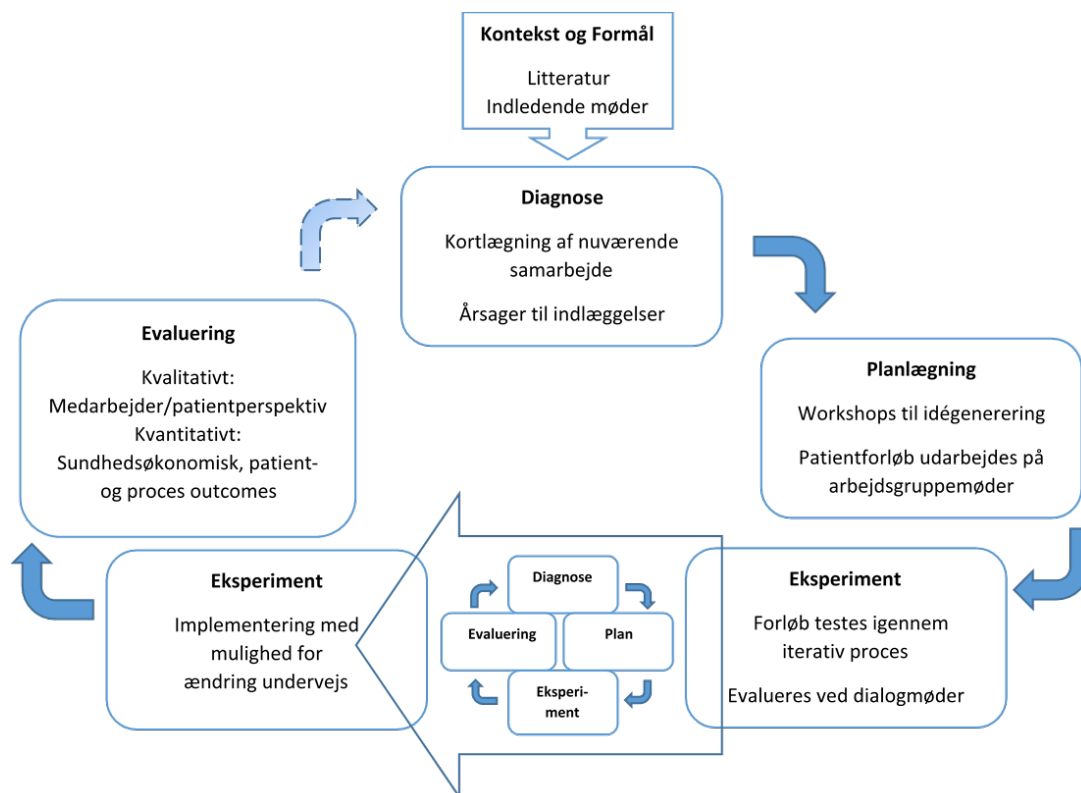 Kontekst og Formål
Litteratur
Indledende møder
Diagnose
Kortlægning af nuværende
samarbejde
Årsager til indlæggelser
Planlægning
Workshops til idégenerering
Patientforløb udarbejdes på
arbejdsgruppemøder
Eksperiment
Forløb testes igennem
iterativ proces
Evalueres ved dialogmøder
Diagnose
Plan
Eksperi-
ment
Evaluering
Eksperiment
Implementering med
mulighed for
ændring undervejs
Evaluering
Kvalitativt:
Medarbejder/patientperspektiv
Kvantitativt:
Sundhedsøkonomisk, patient-
og proces outcomes